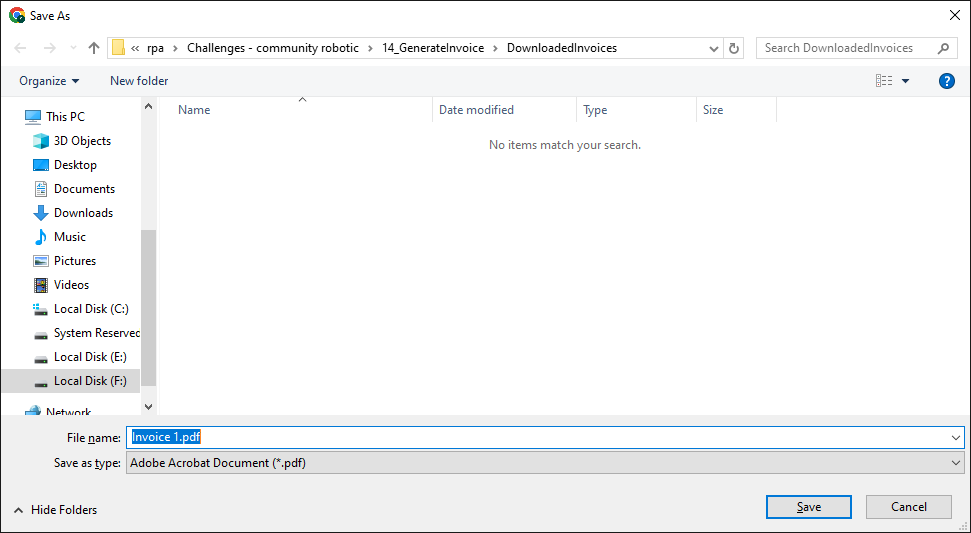 Save As
« rpa > Challenges - community robotic > 14_GenerateInvoice > DownloadedInvoices
Search DownloadedInvoices
Organize
New folder
?
Name
Date modified
Type
Size
No items match your search.
This PC
3D Objects
Desktop
Documents
Downloads
Music
Pictures
Videos
Local Disk (C:)
System Reserved
Local Disk (E:)
Local Disk (F:)
Network
File name: Invoice 1.pdf
Save as type: Adobe Acrobat Document (*.pdf)
Hide Folders
Save
Cancel